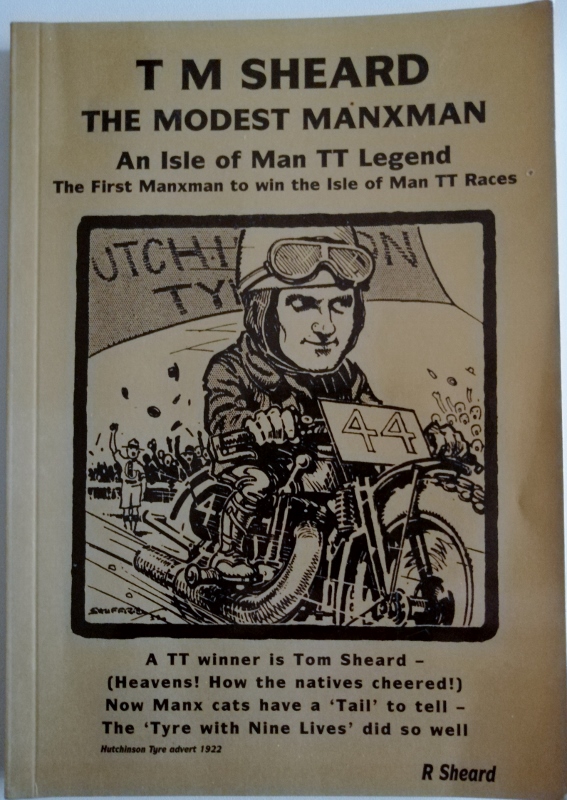 T M SHEARD
THE MODEST MANXMAN
An Isle of Man TT Legend
The First Manxman to win the Isle of Man TT Races
UTCHI ON
TY
44
4
A TT winner is Tom Sheard –
(Heavens! How the natives cheered!)
Now Manx cats have a 'Tail' to tell –
The 'Tyre with Nine Lives' did so well
Hutchinson Tyre advert 1922
R Sheard